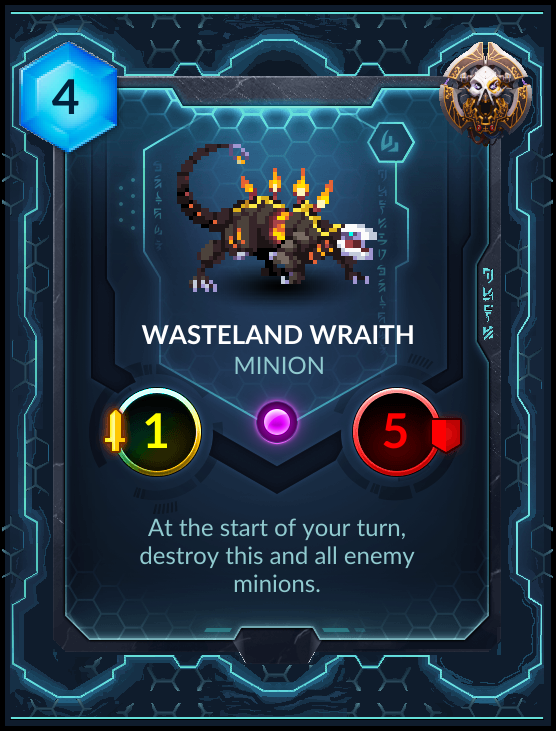 4
WASTELAND WRAITH
MINION
1
5
At the start of your turn,
destroy this and all enemy
minions.